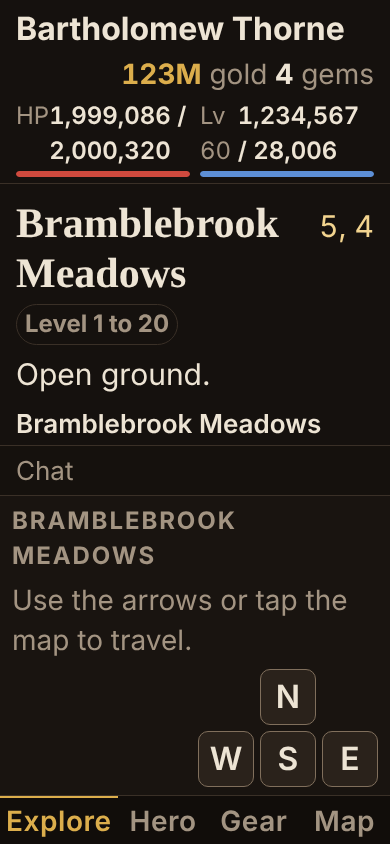 Bartholomew Thorne
123M gold 4 gems
HP 1,999,086 / 2,000,320
Lv 60 1,234,567 / 28,006
Bramblebrook Meadows
5, 4
Level 1 to 20
Open ground.
Bramblebrook Meadows
Chat
BRAMBLEBROOK
MEADOWS
Use the arrows or tap the
map to travel.
N
W S E
Explore Hero Gear Map